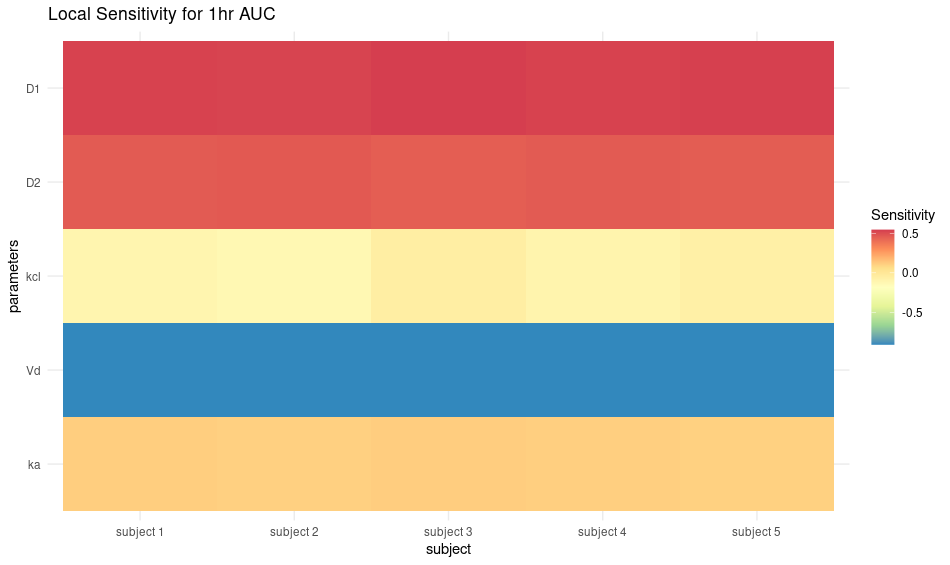 Local Sensitivity for 1hr AUC
parameters
D1
D2
kcl
Vd
ka
subject 1
subject 2
subject 3
subject 4
subject 5
subject
Sensitivity
0.5
0.0
-0.5